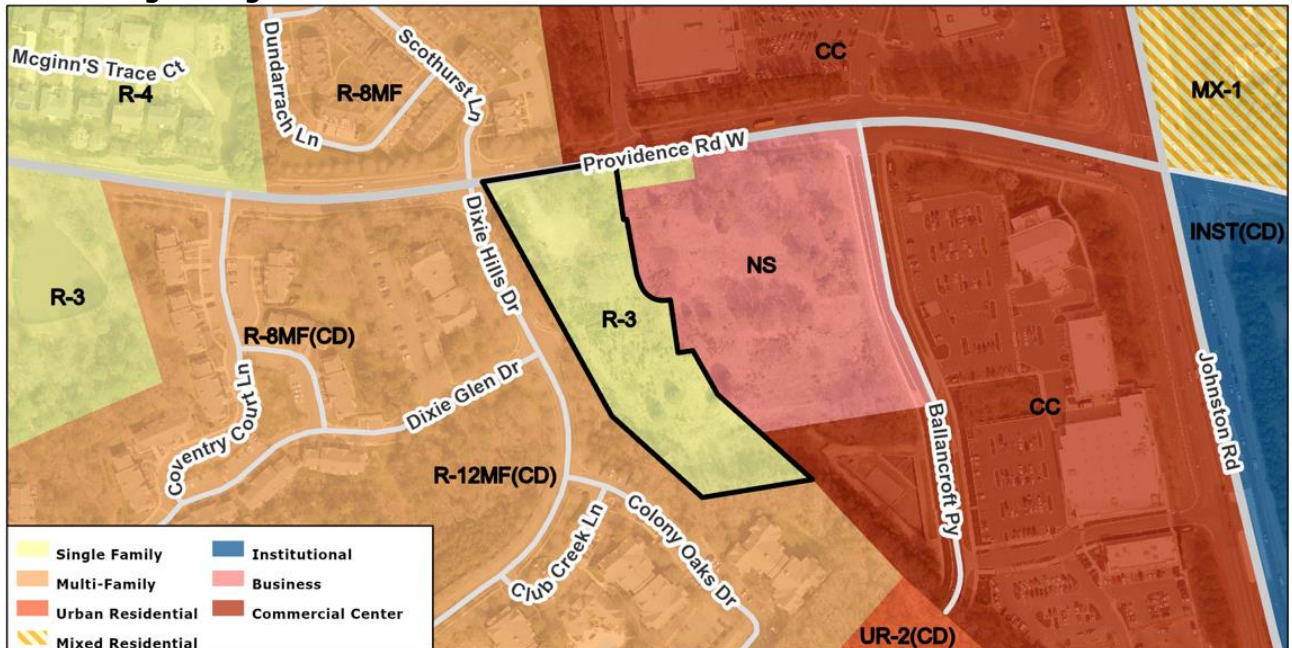 Mcginn'S Trace Ct
R-4
Dundarrach Ln
R-8MF
Scothurst Ln
CC
MX-1
Providence Rd W
INST(CD)
R-3
Dixie Hills Dr
NS
R-3
R-8MF(CD)
Coventry Court Ln
Dixie Glen Dr
Johnston Rd
CC
Ballancroft Py
R-12MF(CD)
Club Creek Ln
Colony Oaks Dr
UR-2(CD)
Single Family
Multi-Family
Urban Residential
Mixed Residential
Institutional
Business
Commercial Center